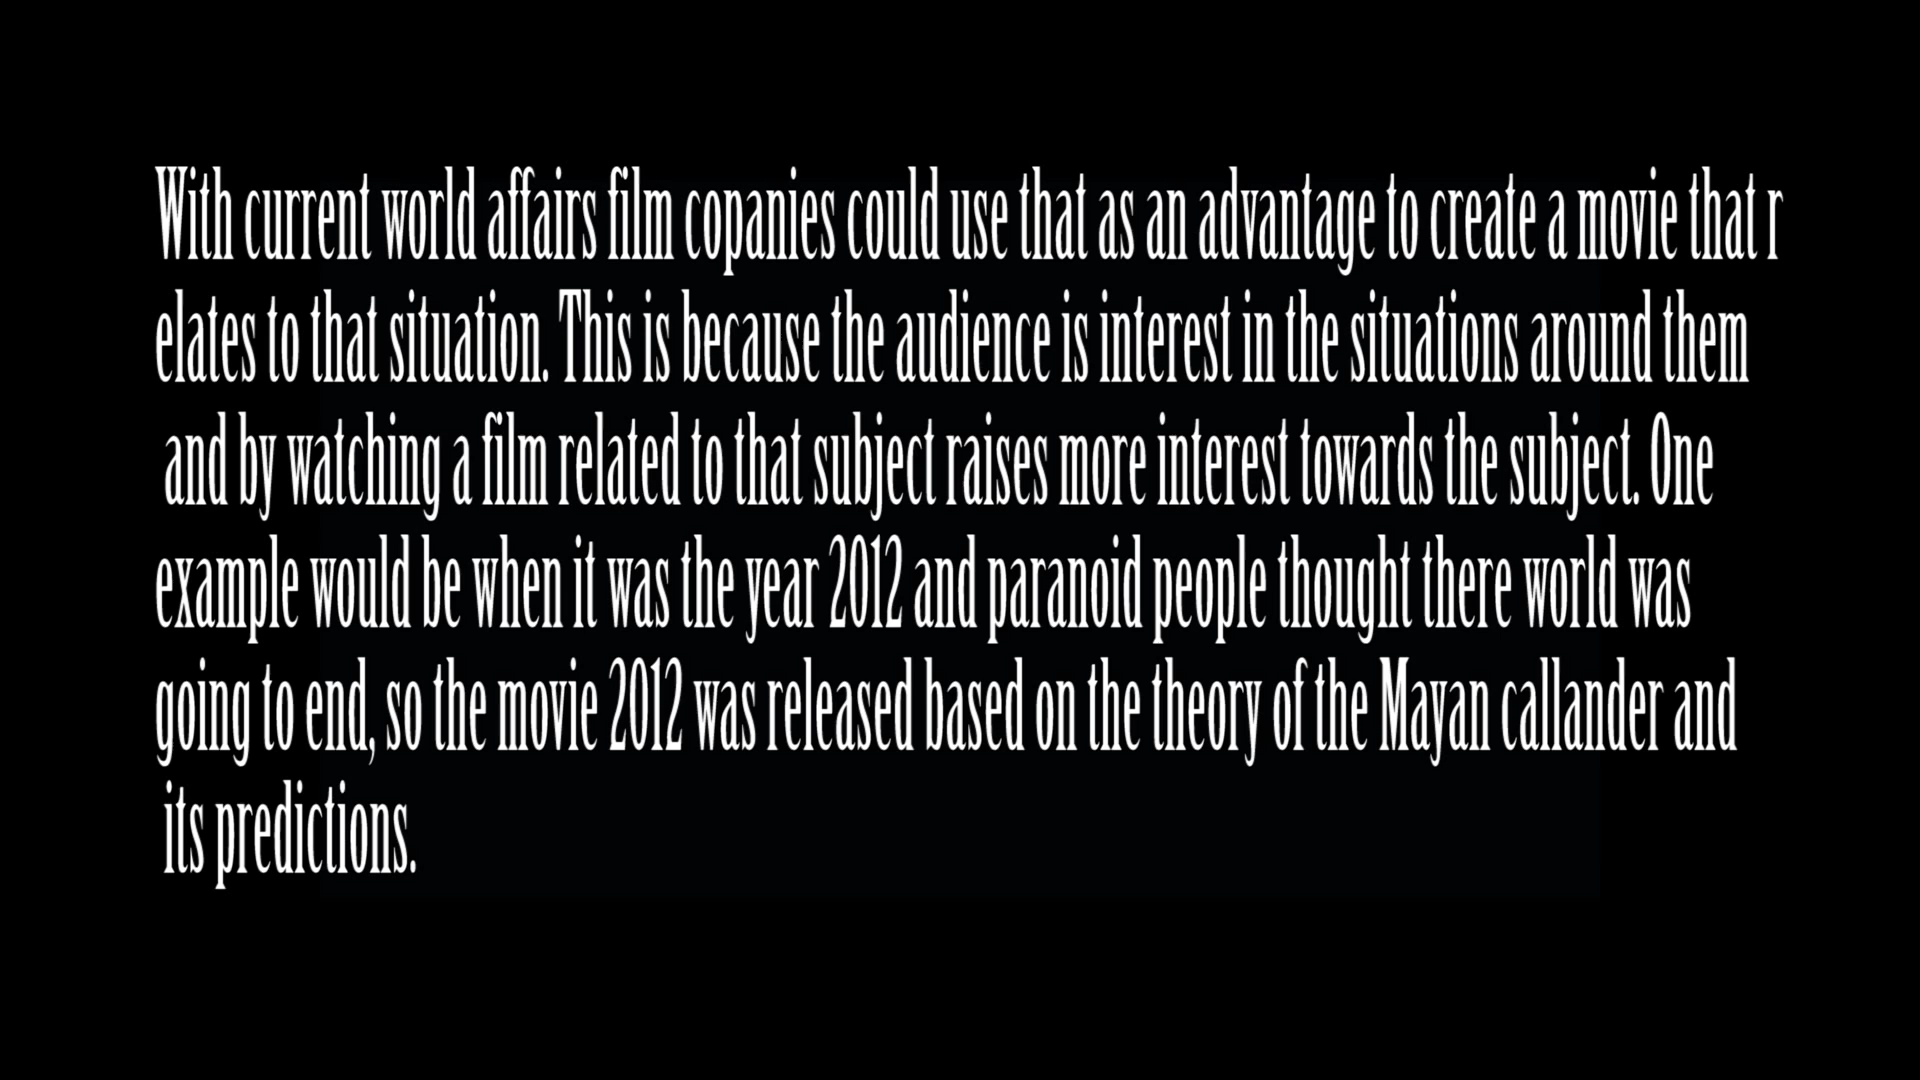 With current world affairs film copanies could use that as an advantage to create a movie that r
elates to that situation. This is because the audience is interest in the situations around them
and by watching a film related to that subject raises more interest towards the subject. One
example would be when it was the year 2012 and paranoid people thought there world was
going to end, so the movie 2012 was released based on the theory of the Mayan callander and
its predictions.